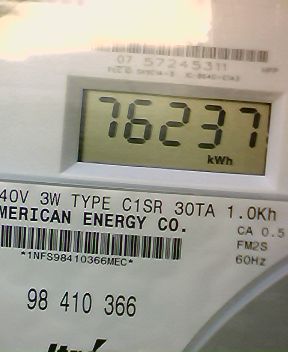 07 57245311
76237
kWh
40V 3W TYPE C1SR 30TA 1.0Kh
MERICAN ENERGY CO.
CA 0.5
FM2S
60Hz
*1NFS98410366MEC*
98 410 366